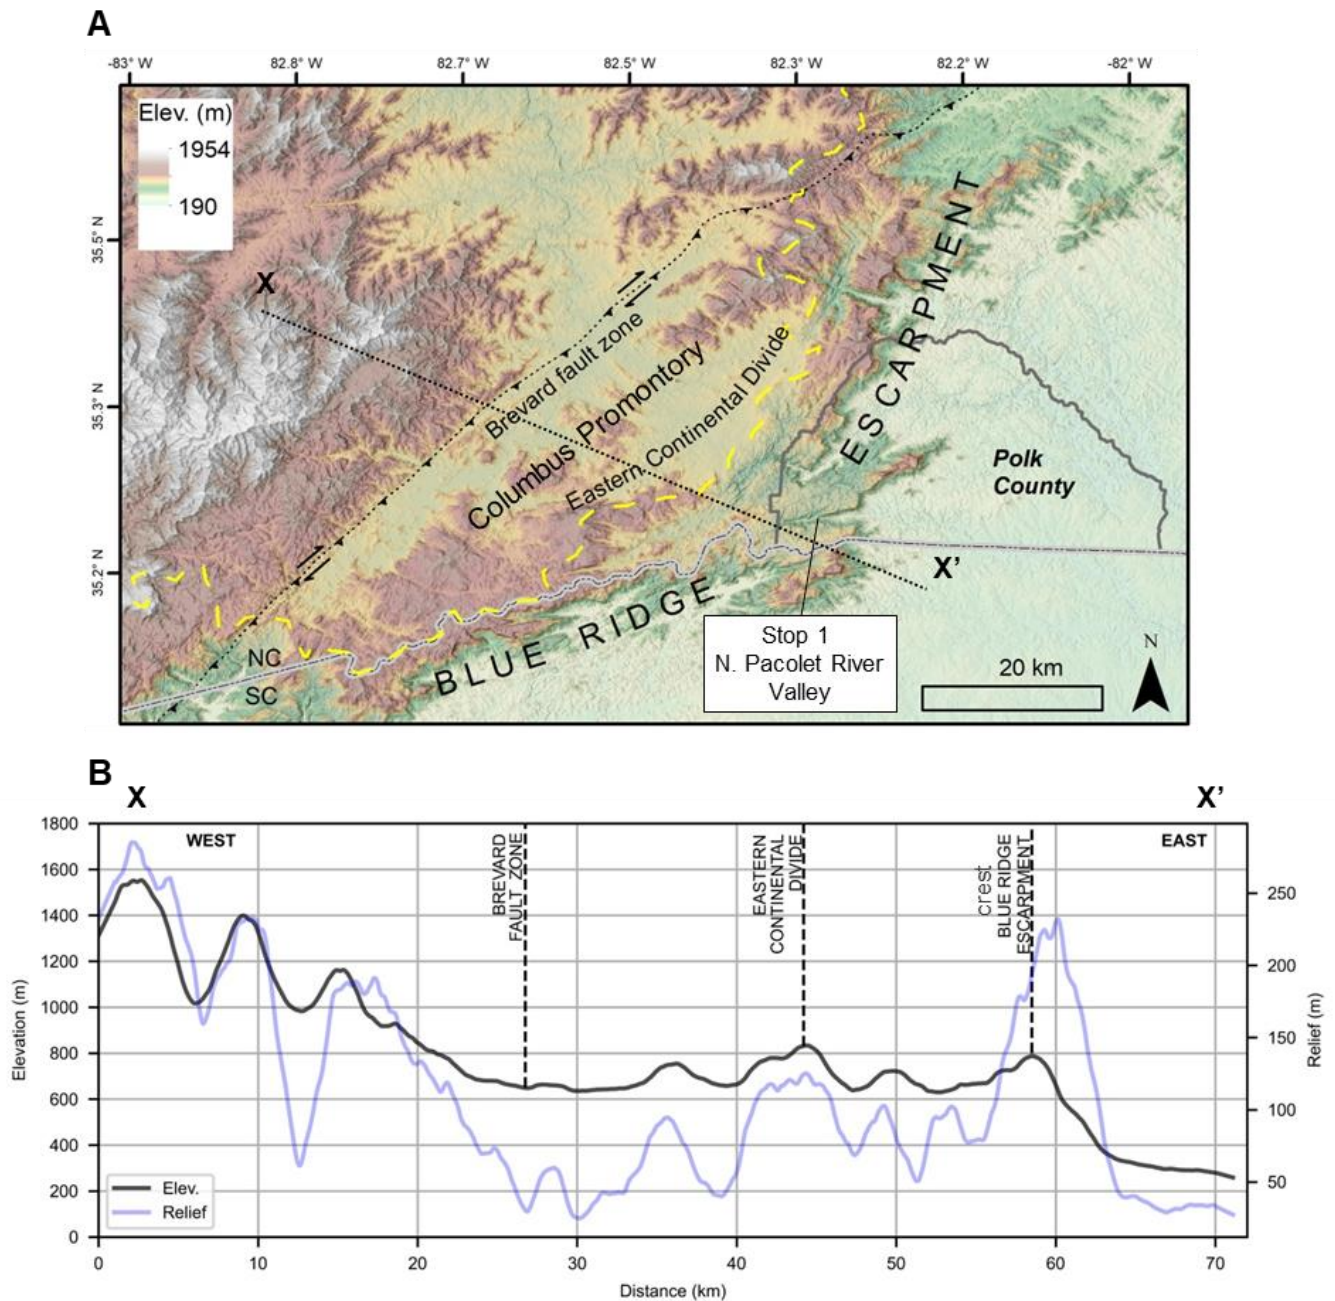 A
-83° W
82.8° W
82.7° W
82.5° W
82.3° W
82.2° W
-82° W
Elev. (m)
1954
190
35.5° N
35.3° N
35.2° N
X
Brevard fault zone
Columbus Promontory
Eastern Continental Divide
ESCARPMENT
Polk
County
X’
BLUE RIDGE
NC
SC
Stop 1
N. Pacolet River
Valley
20 km
N
B
X
X’
WEST
BREVARD
FAULT ZONE
EASTERN
CONTINENTAL
DIVIDE
crest
BLUE RIDGE
ESCARPMENT
EAST
1800
1600
1400
1200
1000
800
600
400
200
0
Elevation (m)
250
200
150
100
50
Relief (m)
Elev.
Relief
0
10
20
30
40
50
60
70
Distance (km)